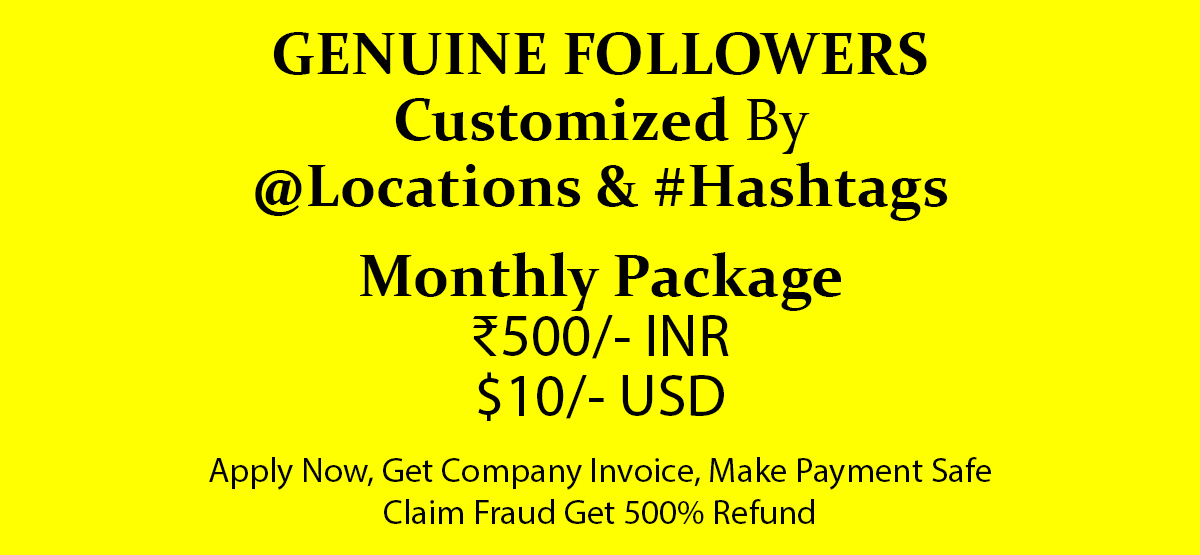 GENUINE FOLLOWERS
Customized By
@Locations & #Hashtags
Monthly Package
₹500/- INR
$10/- USD
Apply Now, Get Company Invoice, Make Payment Safe
Claim Fraud Get 500% Refund